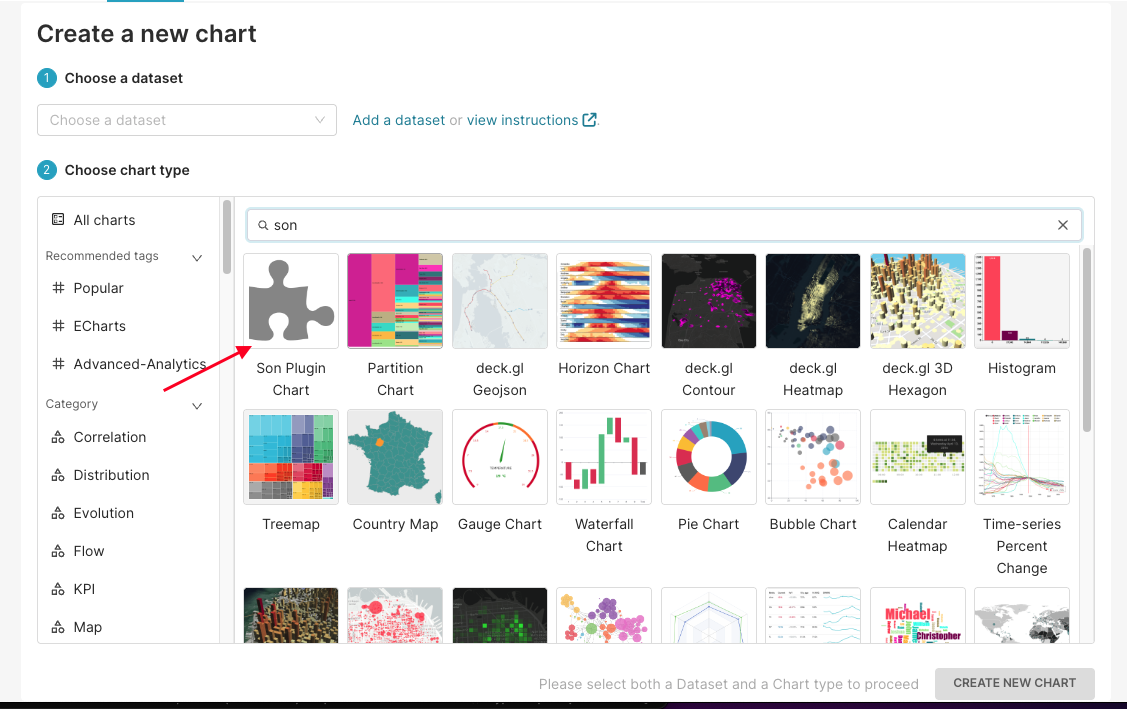 Create a new chart
1 Choose a dataset
Choose a dataset
Add a dataset or view instructions
2 Choose chart type
All charts
Recommended tags
Popular
ECharts
Advanced-Analytics
Category
Correlation
Distribution
Evolution
Flow
KPI
Map
son
Son Plugin
Chart
Partition
Chart
deck.gl
Geojson
Horizon Chart
deck.gl
Contour
deck.gl
Heatmap
deck.gl 3D
Hexagon
Histogram
Treemap
Country Map
Gauge Chart
Waterfall
Chart
Pie Chart
Bubble Chart
Calendar
Heatmap
Time-series
Percent
Change
Michael
Christopher
Please select both a Dataset and a Chart type to proceed
CREATE NEW CHART